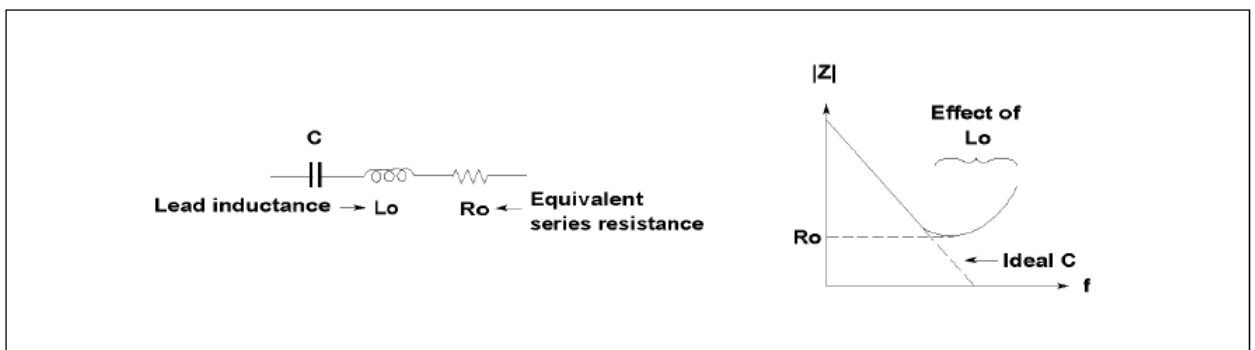 C
Lead inductance
Lo
Ro
Equivalent
series resistance
|Z|
Effect of
Lo
Ro
Ideal C
f